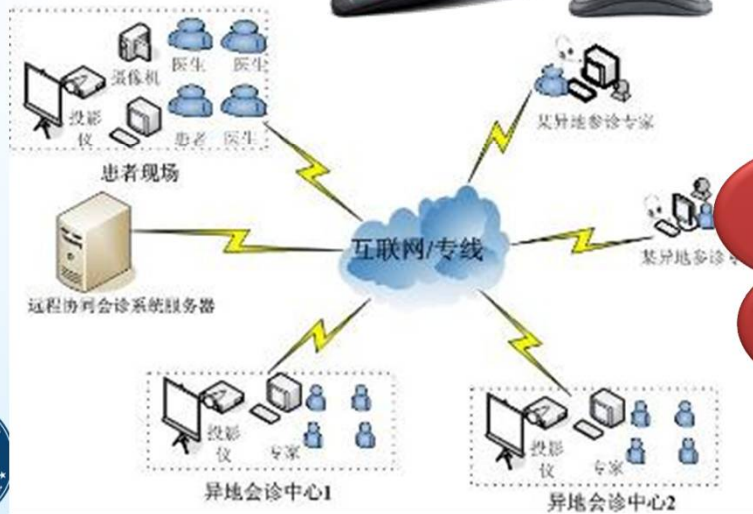 医生
医生
摄像机
投影
仪
患者
医生
患者现场
某异地参诊专家
互联网/专线
某异地参诊
远程协同会诊系统服务器
投影
仪
专家
异地会诊中心1
投影
仪
专家
异地会诊中心2